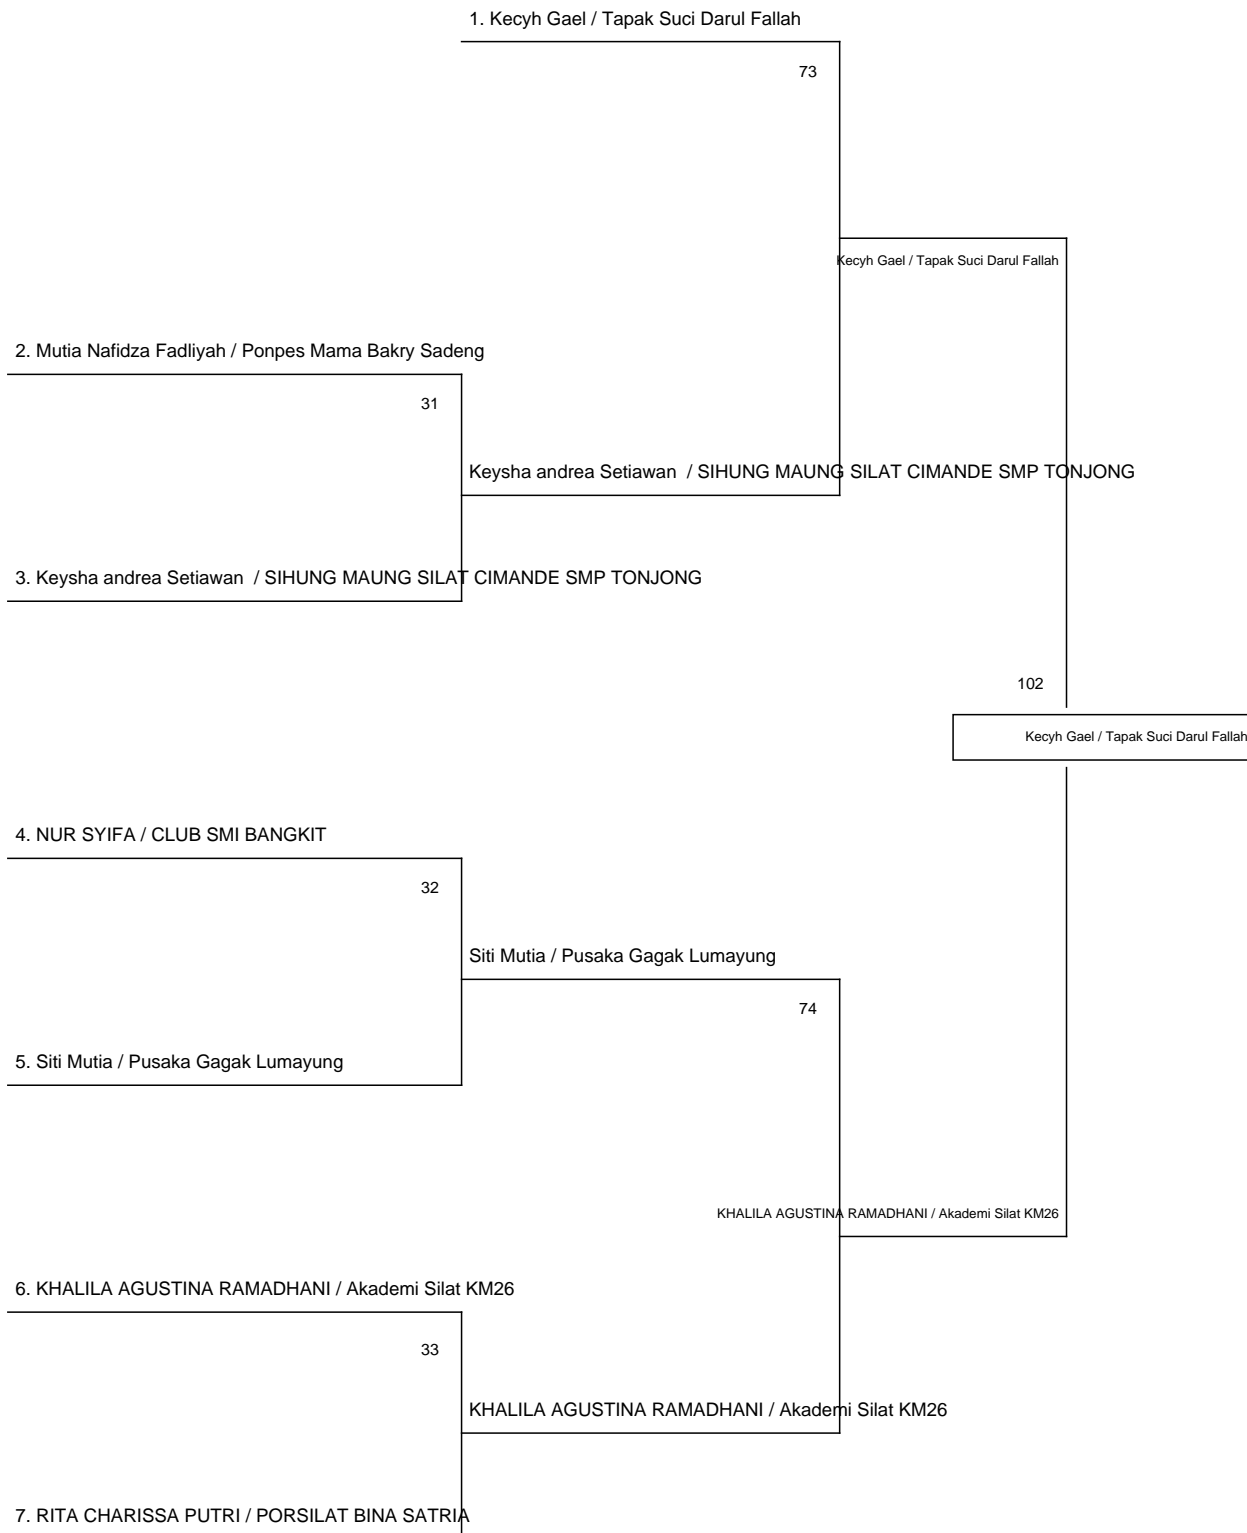 1. Kecyh Gael / Tapak Suci Darul Fallah
73
Kecyh Gael / Tapak Suci Darul Fallah
2. Mutia Nafidza Fadliyah / Ponpes Mama Bakry Sadeng
31
Keysha andrea Setiawan  / SIHUNG MAUNG SILAT CIMANDE SMP TONJONG
3. Keysha andrea Setiawan  / SIHUNG MAUNG SILAT CIMANDE SMP TONJONG
102
Kecyh Gael / Tapak Suci Darul Fallah
4. NUR SYIFA / CLUB SMI BANGKIT
32
Siti Mutia / Pusaka Gagak Lumayung
74
5. Siti Mutia / Pusaka Gagak Lumayung
KHALILA AGUSTINA RAMADHANI / Akademi Silat KM26
6. KHALILA AGUSTINA RAMADHANI / Akademi Silat KM26
33
KHALILA AGUSTINA RAMADHANI / Akademi Silat KM26
7. RITA CHARISSA PUTRI / PORSILAT BINA SATRIA